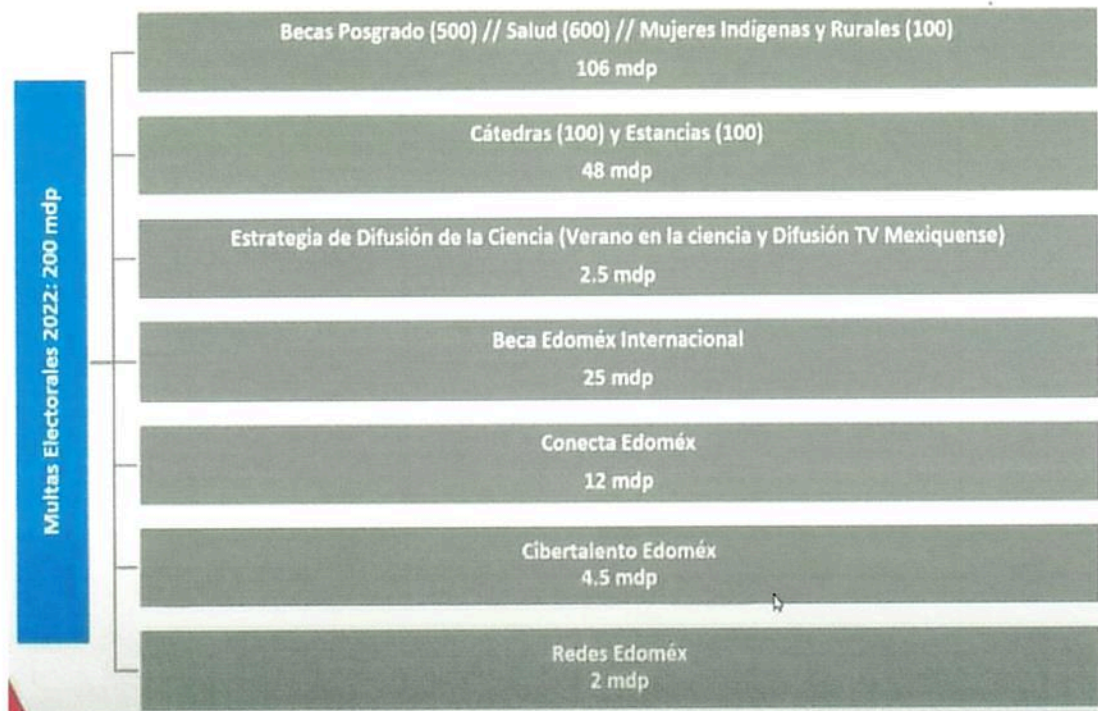 Multas Electorales 2022: 200 mdp
Becas Posgrado (500) // Salud (600) // Mujeres Indígenas y Rurales (100)
106 mdp
Cátedras (100) y Estancias (100)
48 mdp
Estrategia de Difusión de la Ciencia (Verano en la ciencia y Difusión TV Mexiquense)
2.5 mdp
Beca Edoméx Internacional
25 mdp
Conecta Edoméx
12 mdp
Cibertalento Edoméx
4.5 mdp
Redes Edoméx
2 mdp